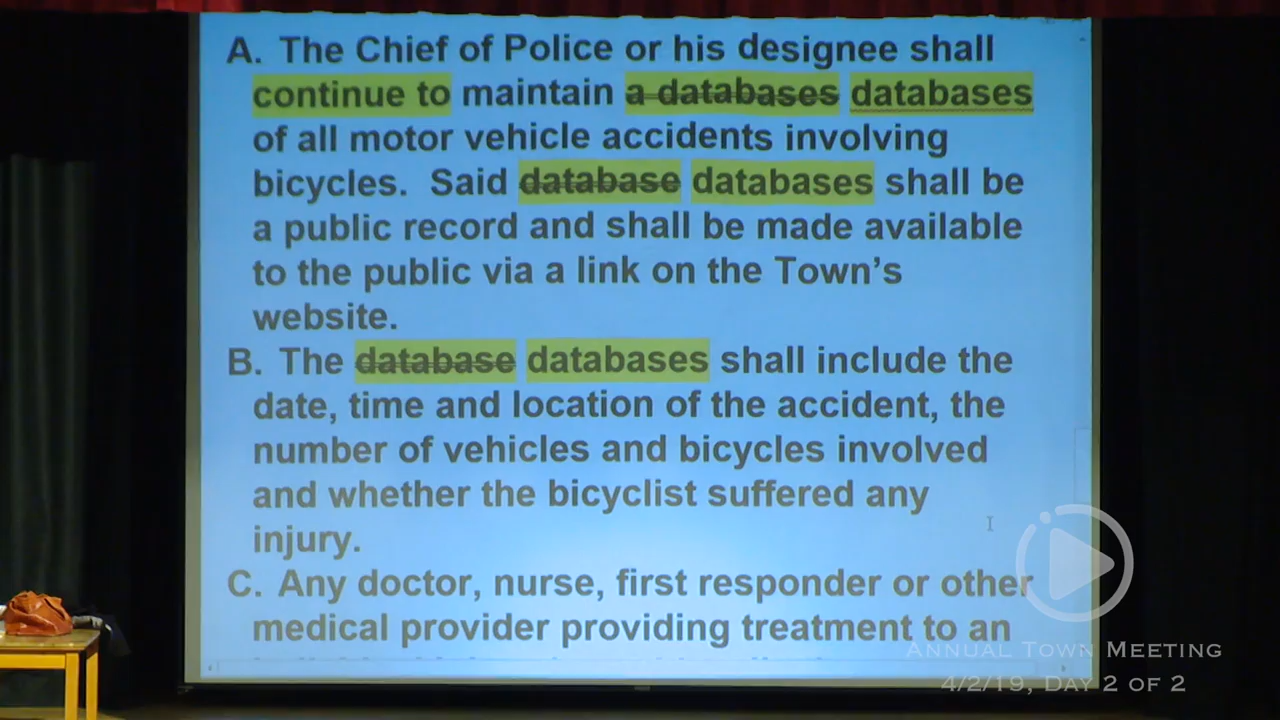 A. The Chief of Police or his designee shall
continue to maintain a databases databases
of all motor vehicle accidents involving
bicycles. Said database databases shall be
a public record and shall be made available
to the public via a link on the Town's
website.
B. The database databases shall include the
date, time and location of the accident, the
number of vehicles and bicycles involved
and whether the bicyclist suffered any
injury.
C. Any doctor, nurse, first responder or other
medical provider providing treatment to an
Annual Town Meeting
4/2/19, Day 2 of 2